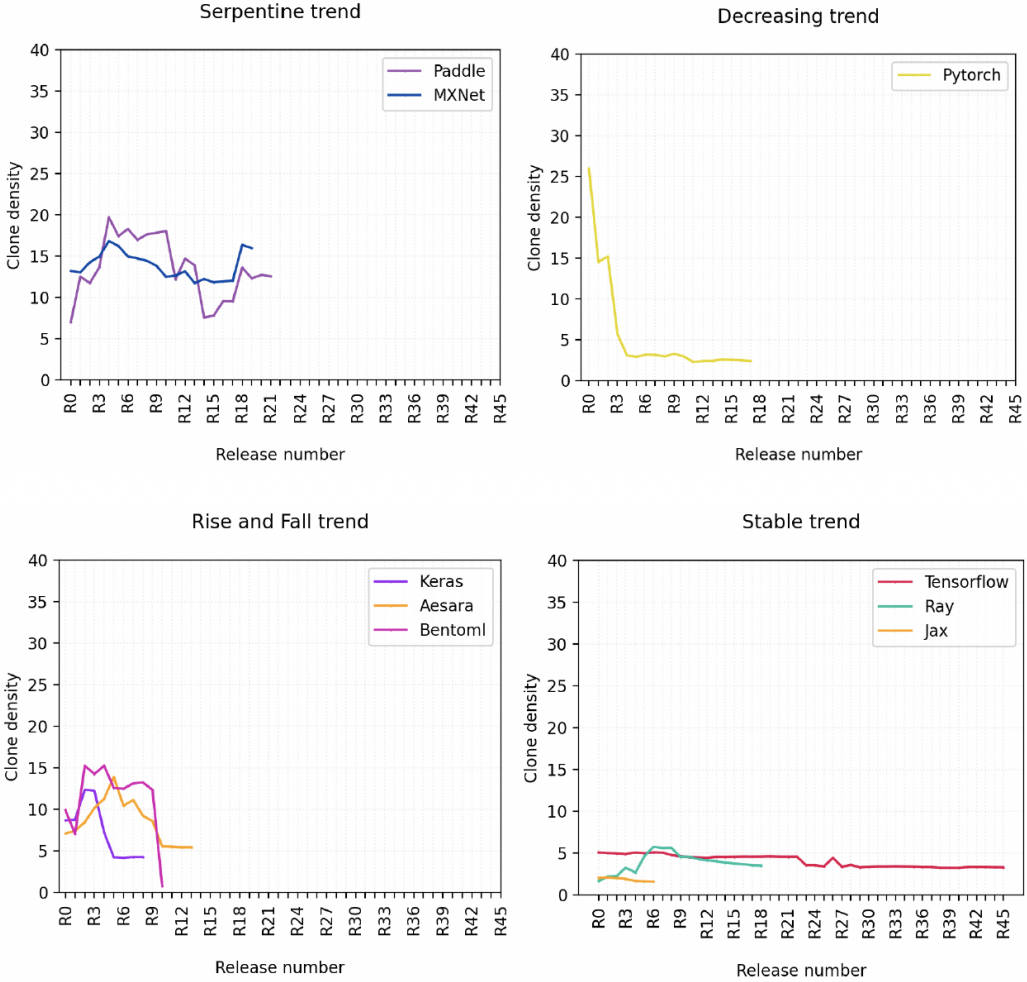 Serpentine trend
40
35
30
25
20
15
10
5
0
Clone density
Paddle
MXNet
R0 R3 R6 R9 R12 R15 R18 R21 R24 R27 R30 R33 R36 R39 R42 R45
Release number
Decreasing trend
40
35
30
25
20
15
10
5
0
Clone density
Pytorch
R0 R3 R6 R9 R12 R15 R18 R21 R24 R27 R30 R33 R36 R39 R42 R45
Release number
Rise and Fall trend
40
35
30
25
20
15
10
5
0
Clone density
Keras
Aesara
Bentoml
R0 R3 R6 R9 R12 R15 R18 R21 R24 R27 R30 R33 R36 R39 R42 R45
Release number
Stable trend
40
35
30
25
20
15
10
5
0
Clone density
Tensorflow
Ray
Jax
R0 R3 R6 R9 R12 R15 R18 R21 R24 R27 R30 R33 R36 R39 R42 R45
Release number